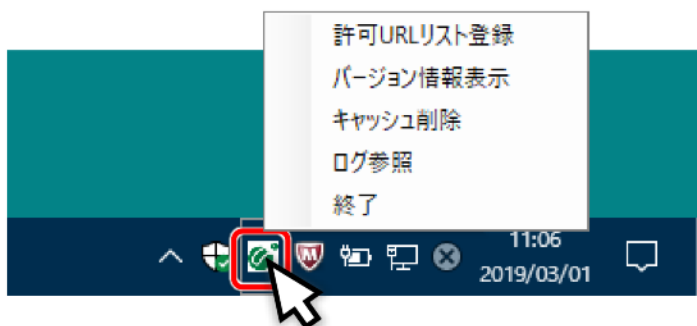 許可URLリスト登録
バージョン情報表示
キャッシュ削除
ログ参照
終了
11:06
2019/03/01